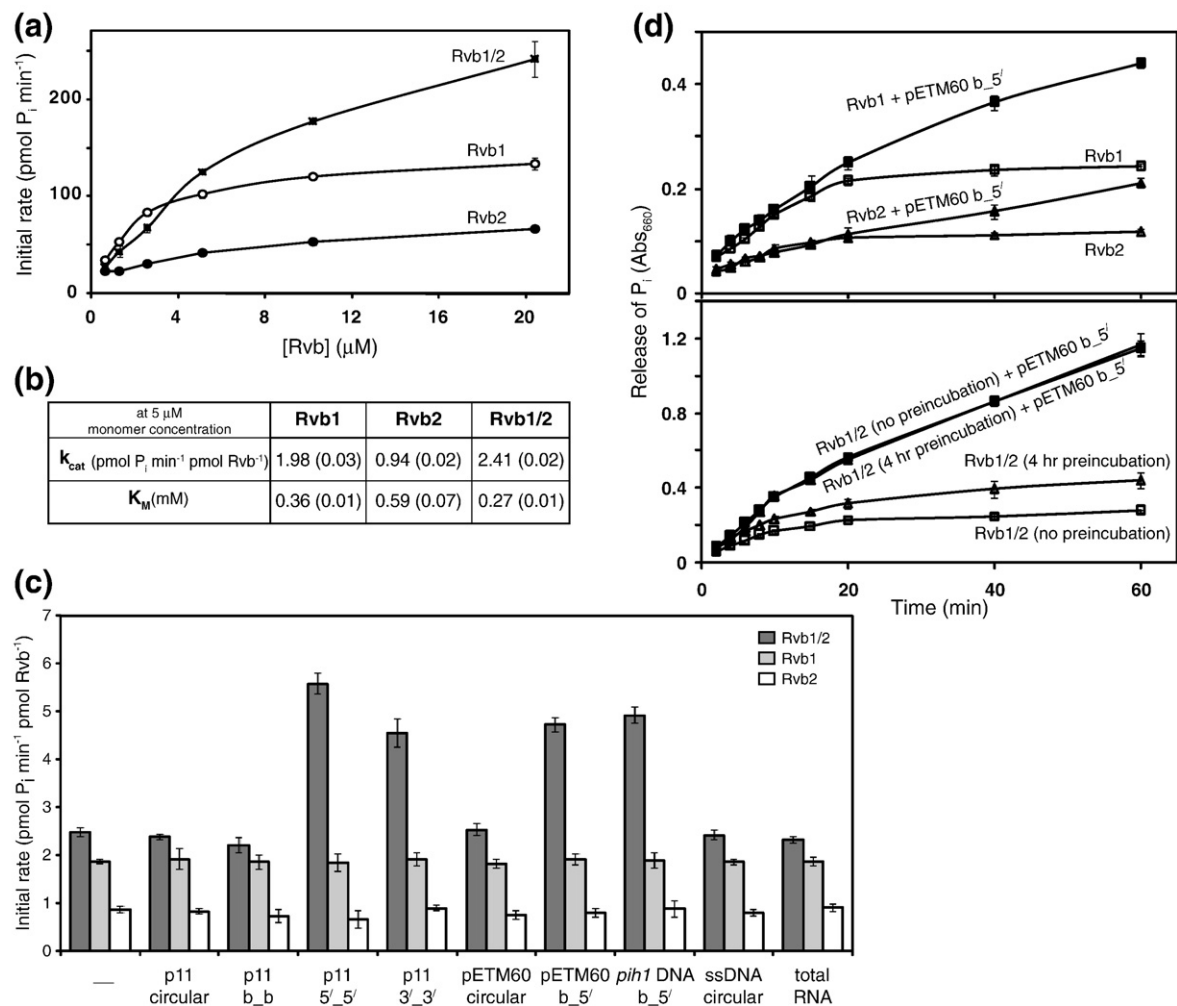 (a)
Initial rate (pmol Pi min-1)
200
100
0
Rvb1/2
Rvb1
Rvb2
0
4
8
12
16
20
[Rvb] (μM)
(b)
at 5 μM monomer concentration Rvb1 Rvb2 Rvb1/2
kcat (pmol Pi min-1 pmol Rvb-1) 1.98 (0.03) 0.94 (0.02) 2.41 (0.02)
KM(mM) 0.36 (0.01) 0.59 (0.07) 0.27 (0.01)
(d)
Release of Pi (Abs660)
0.4
0.2
0
Rvb1 + pETM60 b_5/
Rvb1
Rvb2 + pETM60 b_5/
Rvb2
1.2
0.8
0.4
0
Rvb1/2 (no preincubation) + pETM60 b_5/
Rvb1/2 (4 hr preincubation) + pETM60 b_5/
Rvb1/2 (4 hr preincubation)
Rvb1/2 (no preincubation)
0
20
40
60
Time (min)
(c)
Initial rate (pmol Pi min-1 pmol Rvb-1)
7
6
5
4
3
2
1
0
Rvb1/2
Rvb1
Rvb2
—
p11
circular
p11
b_b
p11
5/_5/
p11
3/_3/
pETM60
circular
pETM60
b_5/
pih1 DNA
b_5/
ssDNA
circular
total
RNA